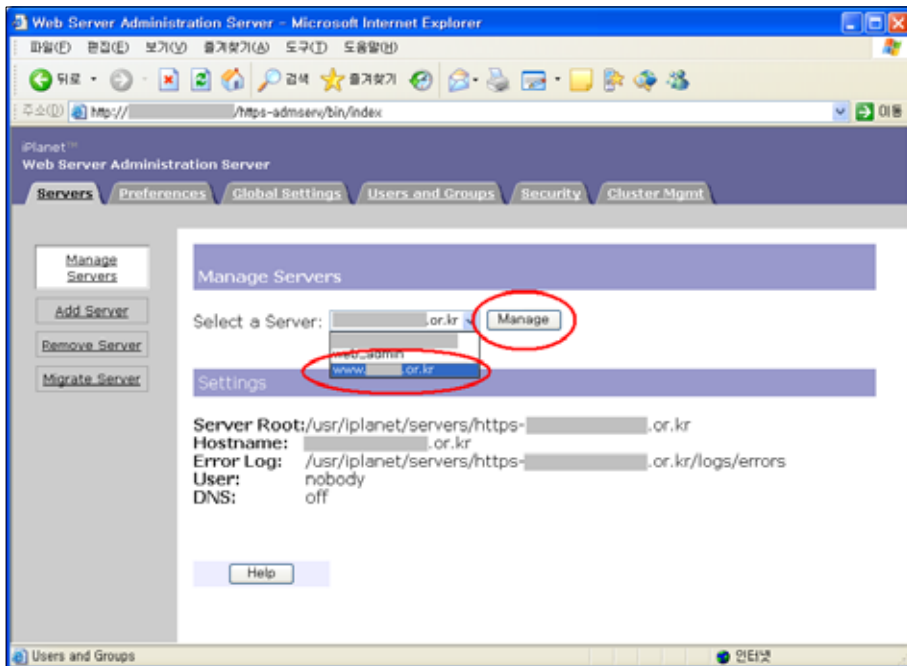 Web Server Administration Server - Microsoft Internet Explorer
파일(F) 편집(E) 보기(V) 즐겨찾기(A) 도구(T) 도움말(H)
뒤로 검색 즐겨찾기
주소(D) http:// /https-admserv/bin/index 이동
iPlanet™
Web Server Administration Server
Servers Preferences Global Settings Users and Groups Security Cluster Mgmt
Manage
Servers
Add Server
Remove Server
Migrate Server
Manage Servers
Select a Server: .or.kr Manage
web_admin
www. .or.kr
Settings
Server Root:/usr/iplanet/servers/https- .or.kr
Hostname: .or.kr
Error Log: /usr/iplanet/servers/https- .or.kr/logs/errors
User: nobody
DNS: off
Help
Users and Groups 인터넷